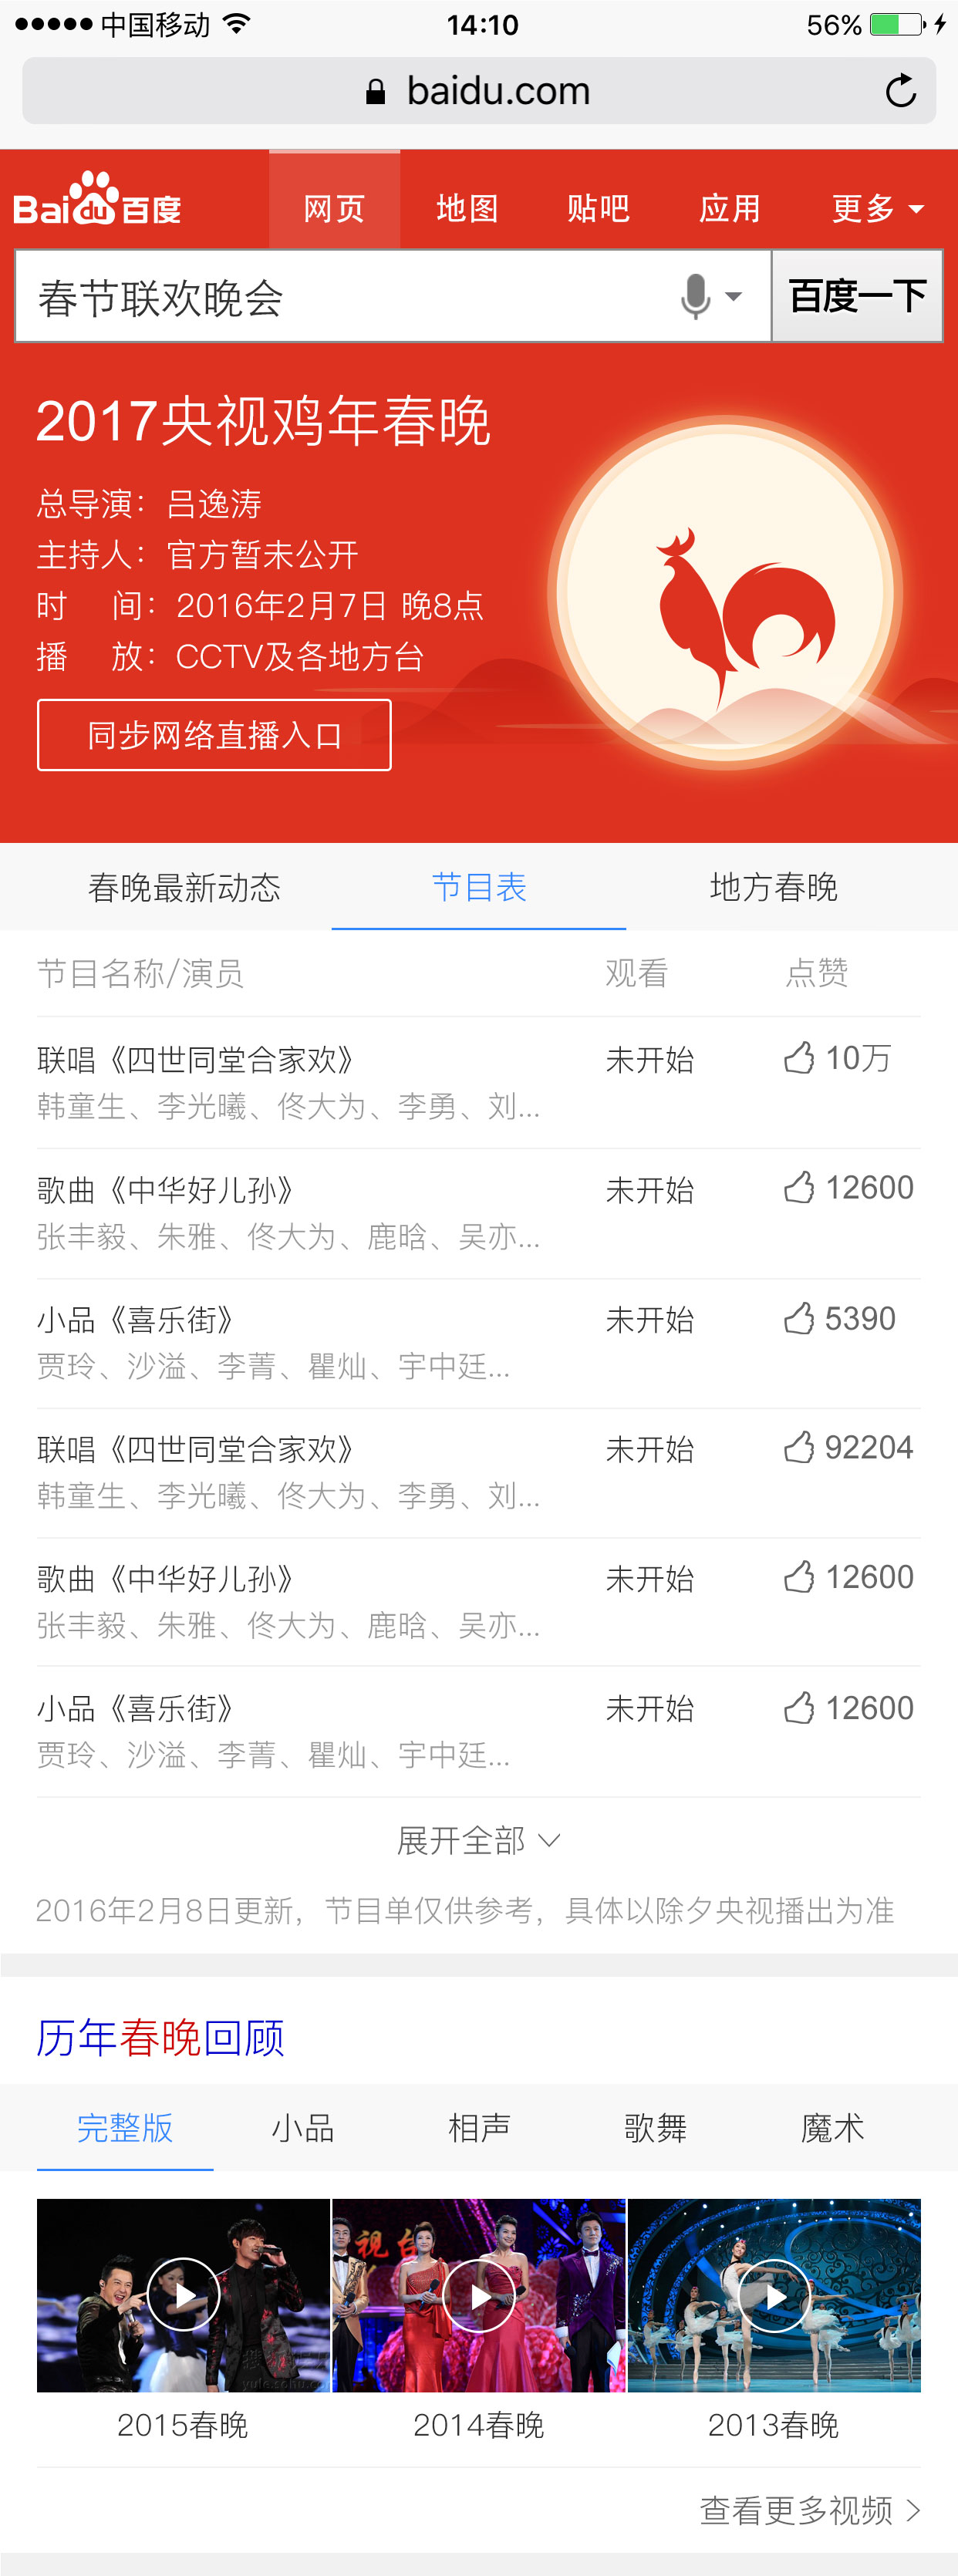 中国移动 14:10 56%
baidu.com
Bai du 百度 网页 地图 贴吧 应用 更多
春节联欢晚会 百度一下
2017央视鸡年春晚
总导演：吕逸涛
主持人：官方暂未公开
时 间：2016年2月7日 晚8点
播 放：CCTV及各地方台
同步网络直播入口
春晚最新动态 节目表 地方春晚
节目名称/演员 观看 点赞
联唱《四世同堂合家欢》 未开始 10万
韩童生、李光曦、佟大为、李勇、刘...
歌曲《中华好儿孙》 未开始 12600
张丰毅、朱雅、佟大为、鹿晗、吴亦...
小品《喜乐街》 未开始 5390
贾玲、沙溢、李菁、瞿灿、宇中廷...
联唱《四世同堂合家欢》 未开始 92204
韩童生、李光曦、佟大为、李勇、刘...
歌曲《中华好儿孙》 未开始 12600
张丰毅、朱雅、佟大为、鹿晗、吴亦...
小品《喜乐街》 未开始 12600
贾玲、沙溢、李菁、瞿灿、宇中廷...
展开全部
2016年2月8日更新，节目单仅供参考，具体以除夕央视播出为准
历年春晚回顾
完整版 小品 相声 歌舞 魔术
视台
yule.sohu.c
2015春晚 2014春晚 2013春晚
查看更多视频